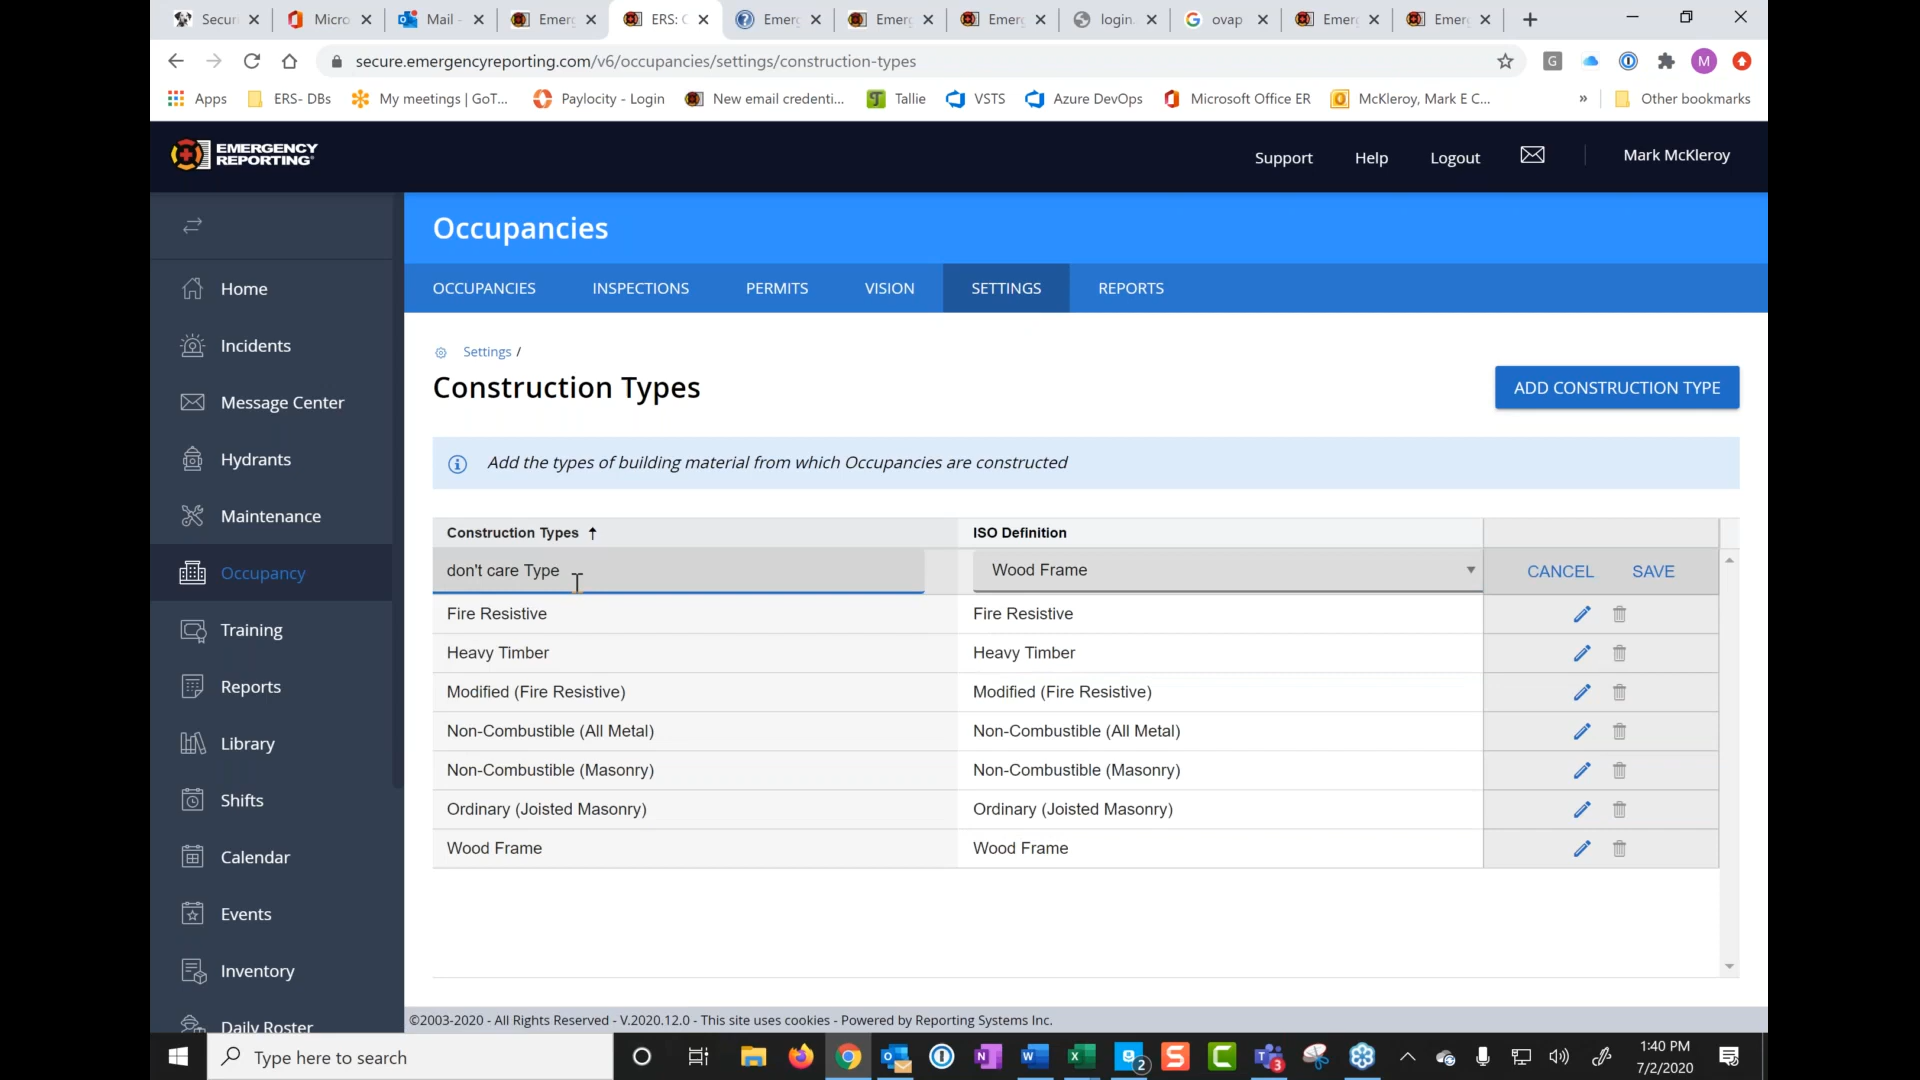 Secur
Micro
Mail -
Emerg
ERS: C
Emerg
Emerg
Emerg
login.
ovap
Emer
Emerg
secure.emergencyreporting.com/v6/occupancies/settings/construction-types
G
M
Apps
ERS- DBs
My meetings | GoT...
Paylocity - Login
New email credenti...
Tallie
VSTS
Azure DevOps
Microsoft Office ER
McKleroy, Mark E C...
»
Other bookmarks
EMERGENCY
REPORTING
Support
Help
Logout
Mark McKleroy
Occupancies
OCCUPANCIES
INSPECTIONS
PERMITS
VISION
SETTINGS
REPORTS
Home
Incidents
Message Center
Hydrants
Maintenance
Occupancy
Training
Reports
Library
Shifts
Calendar
Events
Inventory
Daily Roster
Settings /
Construction Types
ADD CONSTRUCTION TYPE
Add the types of building material from which Occupancies are constructed
Construction Types ↑ ISO Definition
don't care Type Wood Frame CANCEL SAVE
Fire Resistive Fire Resistive
Heavy Timber Heavy Timber
Modified (Fire Resistive) Modified (Fire Resistive)
Non-Combustible (All Metal) Non-Combustible (All Metal)
Non-Combustible (Masonry) Non-Combustible (Masonry)
Ordinary (Joisted Masonry) Ordinary (Joisted Masonry)
Wood Frame Wood Frame
©2003-2020 - All Rights Reserved - V.2020.12.0 - This site uses cookies - Powered by Reporting Systems Inc.
Type here to search
2
3
1:40 PM
7/2/2020